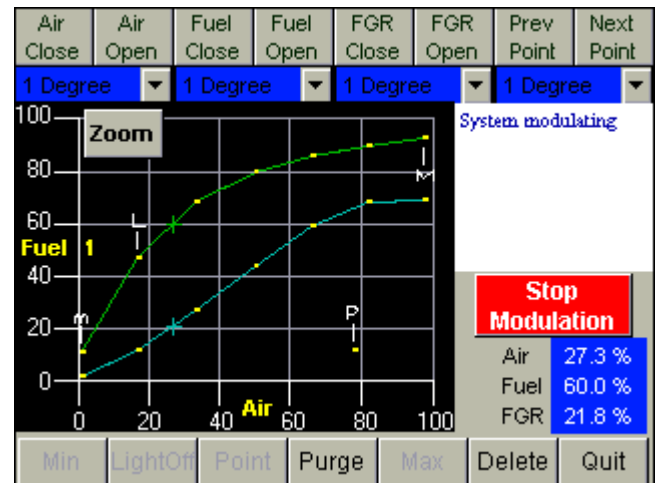 Air Air Fuel Fuel FGR FGR Prev Next
Close Open Close Open Close Open Point Point
1 Degree 1 Degree 1 Degree 1 Degree
100
Zoom
System modulating
80
M
60
L
Fuel 1
40
Stop
Modulation
20
P
Air 27.3 %
0
Fuel 60.0 %
0 20 40 Air 60 80 100
FGR 21.8 %
Min LightOff Point Purge Max Delete Quit